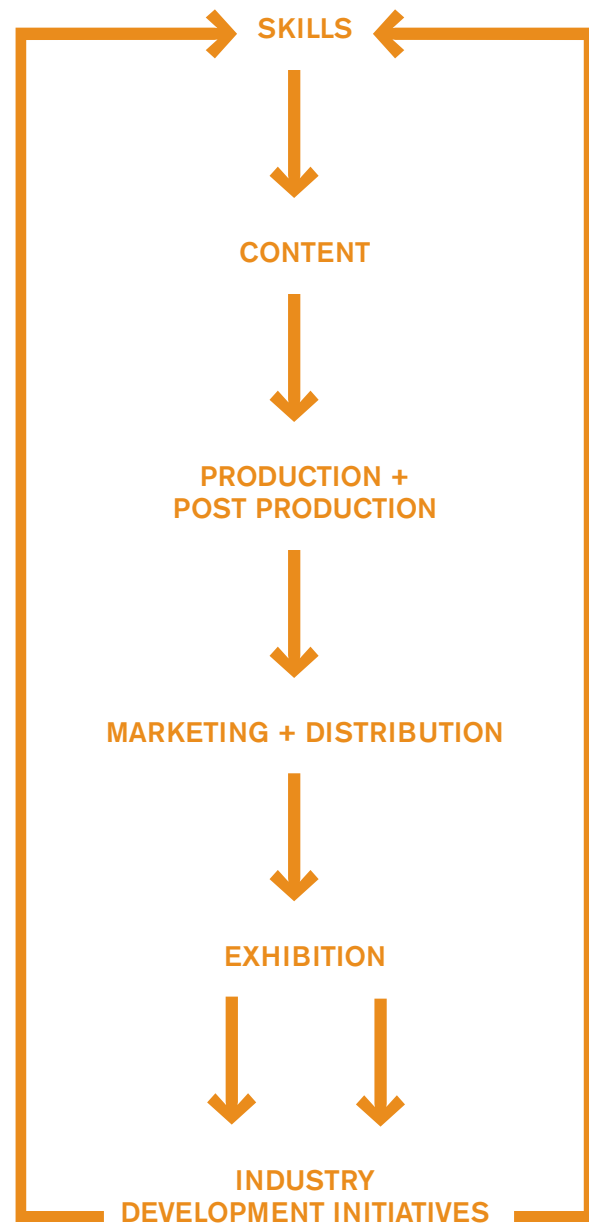 SKILLS
CONTENT
PRODUCTION +
POST PRODUCTION
MARKETING + DISTRIBUTION
EXHIBITION
INDUSTRY
DEVELOPMENT INITIATIVES